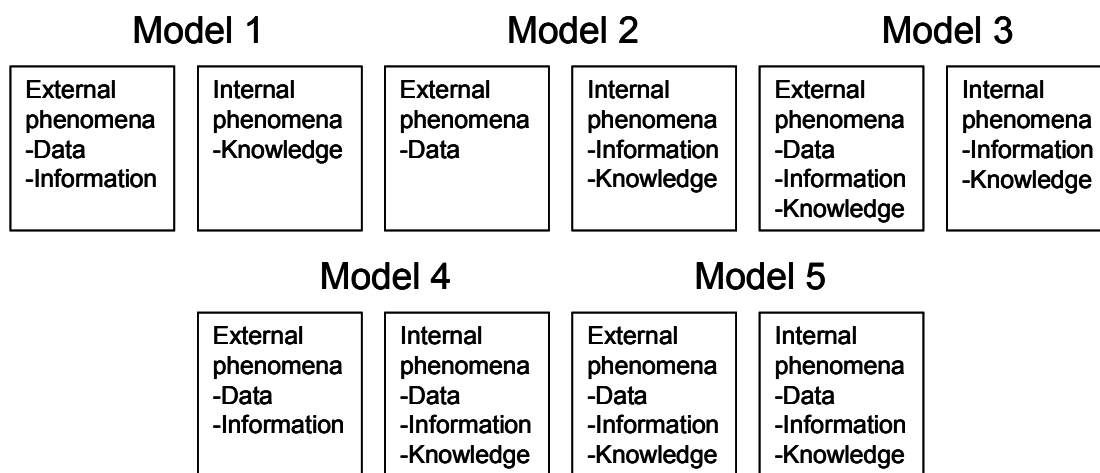 Model 1
Model 2
Model 3
External
phenomena
-Data
-Information
Internal
phenomena
-Knowledge
External
phenomena
-Data
Internal
phenomena
-Information
-Knowledge
External
phenomena
-Data
-Information
-Knowledge
Internal
phenomena
-Information
-Knowledge
Model 4
Model 5
External
phenomena
-Data
-Information
Internal
phenomena
-Data
-Information
-Knowledge
External
phenomena
-Data
-Information
-Knowledge
Internal
phenomena
-Data
-Information
-Knowledge